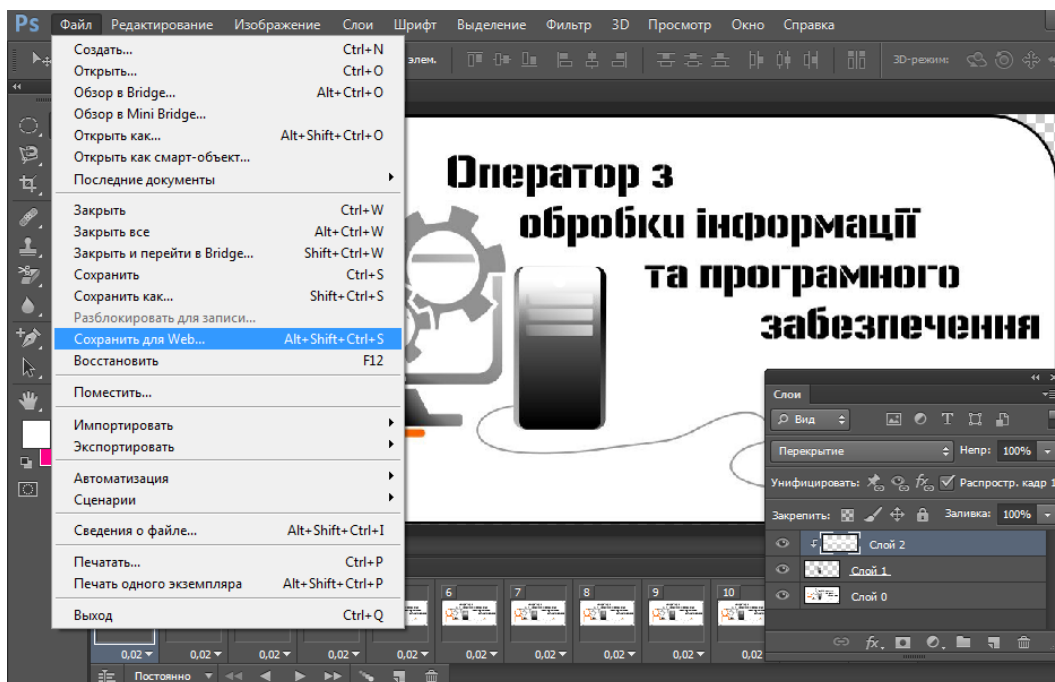 Ps Файл Редактирование Изображение Слои Шрифт Выделение Фильтр 3D Просмотр Окно Справка
элем. 3D-режим:
Создать... Ctrl+N
Открыть... Ctrl+O
Обзор в Bridge... Alt+Ctrl+O
Обзор в Mini Bridge...
Открыть как... Alt+Shift+Ctrl+O
Открыть как смарт-объект...
Последние документы
Закрыть Ctrl+W
Закрыть все Alt+Ctrl+W
Закрыть и перейти в Bridge... Shift+Ctrl+W
Сохранить Ctrl+S
Сохранить как... Shift+Ctrl+S
Разблокировать для записи...
Сохранить для Web... Alt+Shift+Ctrl+S
Восстановить F12
Поместить...
Импортировать
Экспортировать
Автоматизация
Сценарии
Сведения о файле... Alt+Shift+Ctrl+I
Печатать... Ctrl+P
Печать одного экземпляра Alt+Shift+Ctrl+P
Выход Ctrl+Q
Оператор з
обробки інформації
та програмного
забезпечення
Слои
Вид
Перекрытие Непр: 100%
Унифицировать: Распростр. кадр 1
Закрепить: Заливка: 100%
Слой 2
Слой 1
Слой 0
fx
6 7 8 9 10
0,02 0,02 0,02 0,02 0,02 0,02 0,02 0,02 0,02 0,02
Постоянно